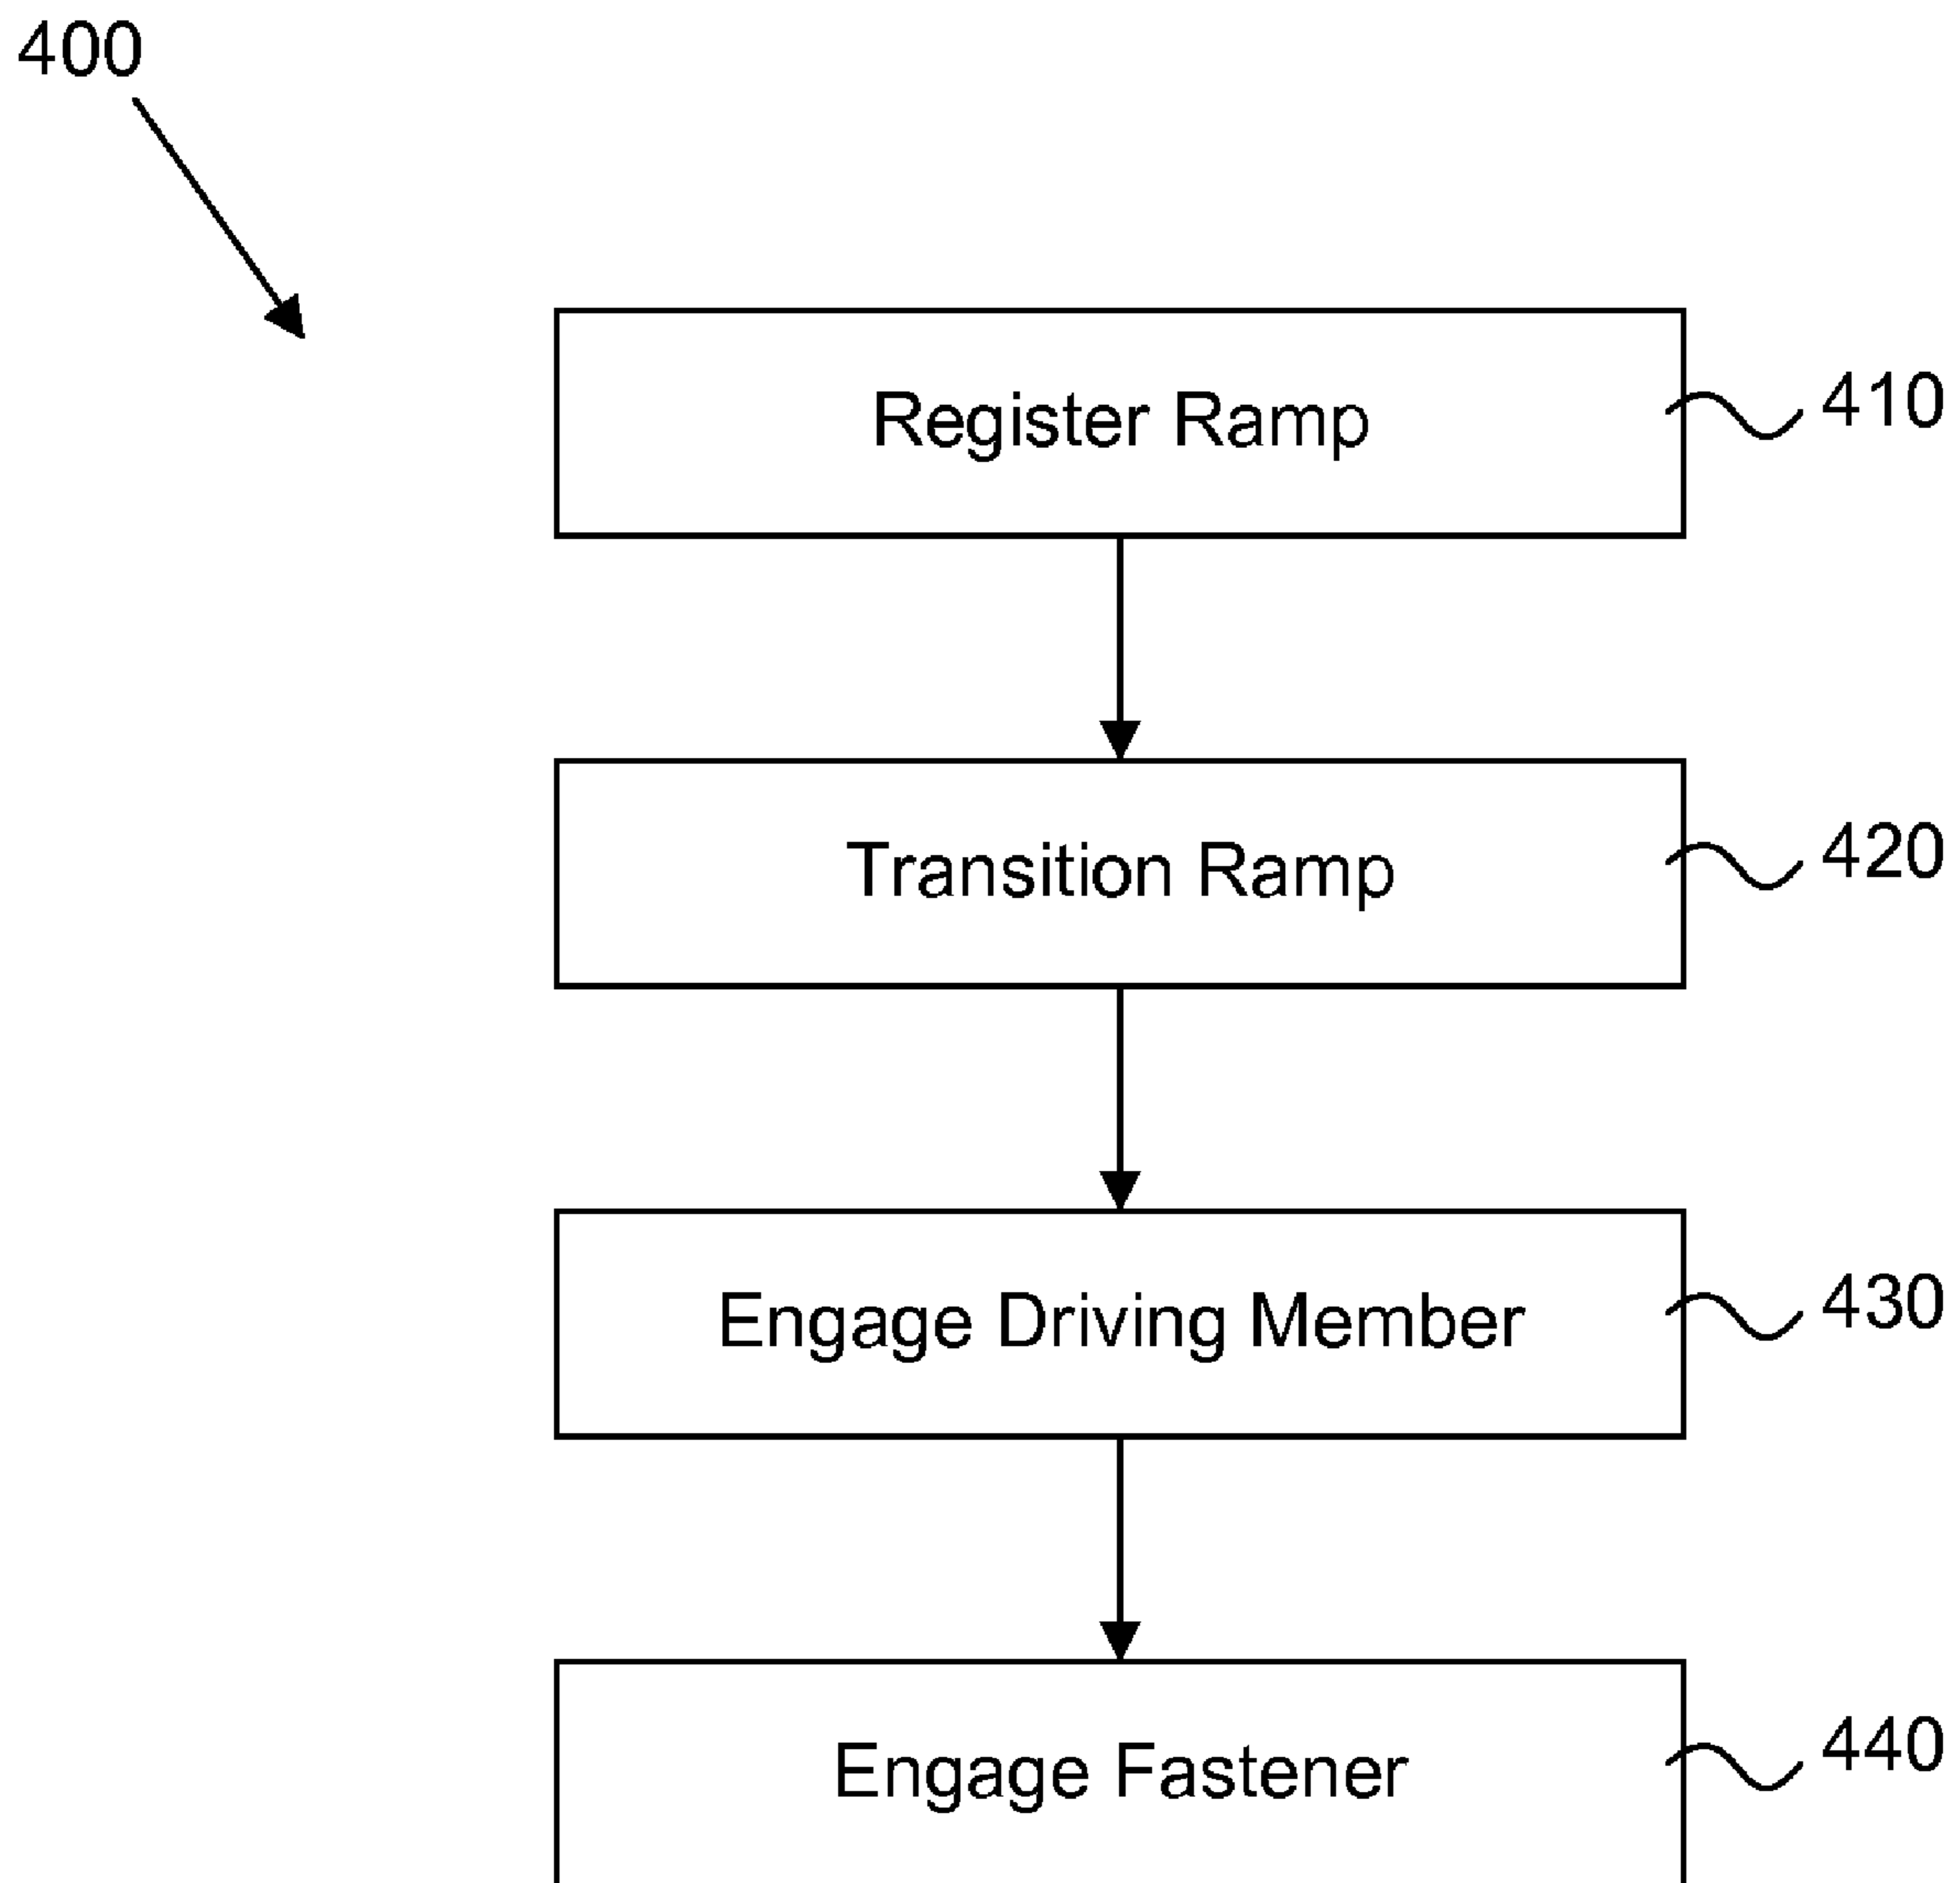 400
Register Ramp
410
Transition Ramp
420
Engage Driving Member
430
Engage Fastener
440